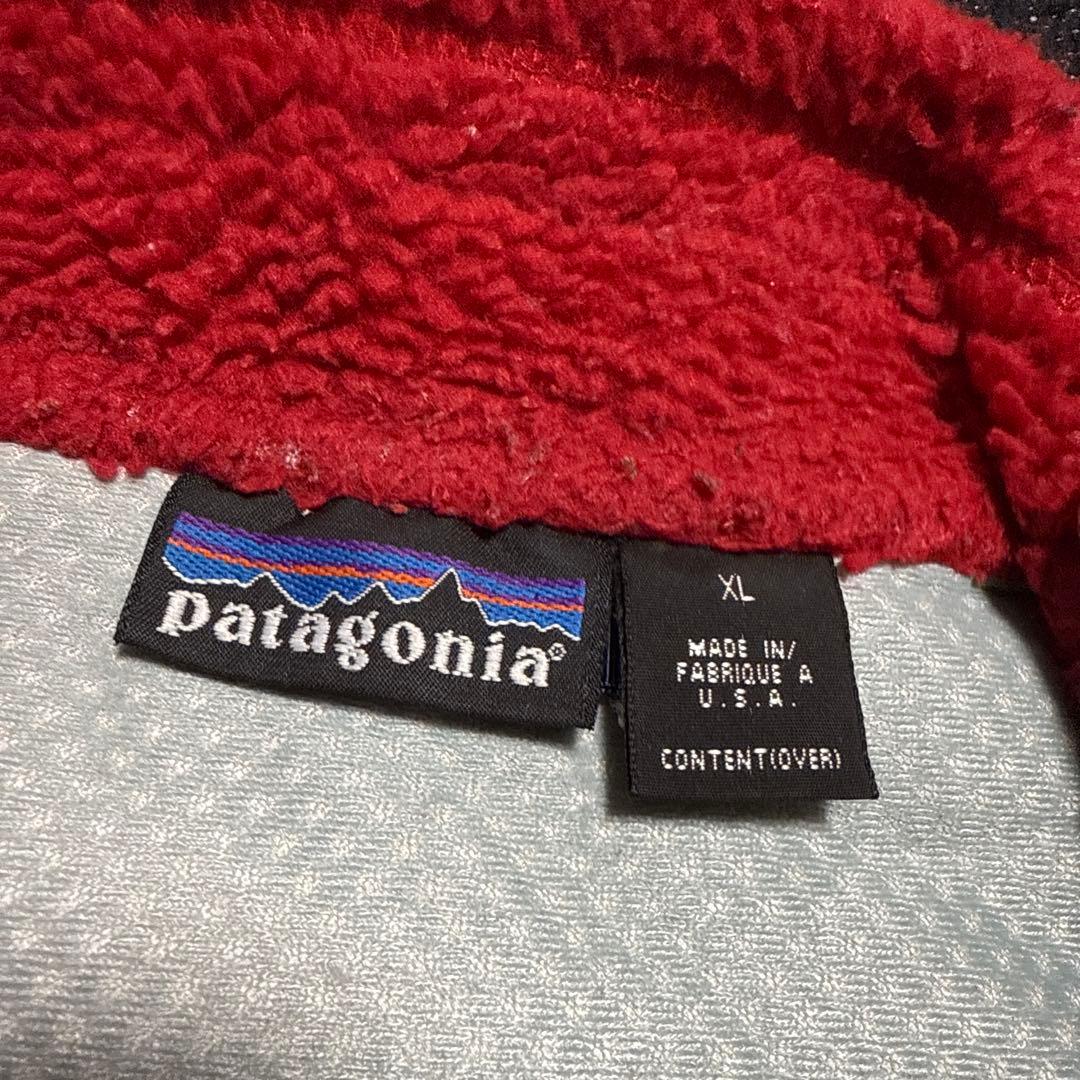 patagonia®
XL
MADE IN/
FABRIQUE A
U.S.A.
CONTENT(OVER)